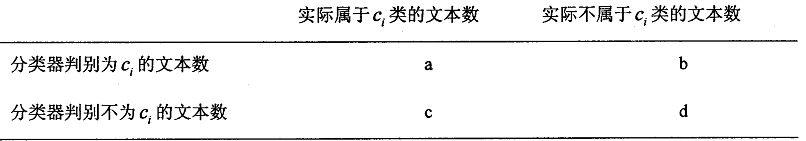 实际属于c_i类的文本数 实际不属于c_i类的文本数
分类器判别为c_i的文本数 a b
分类器判别不为c_i的文本数 c d